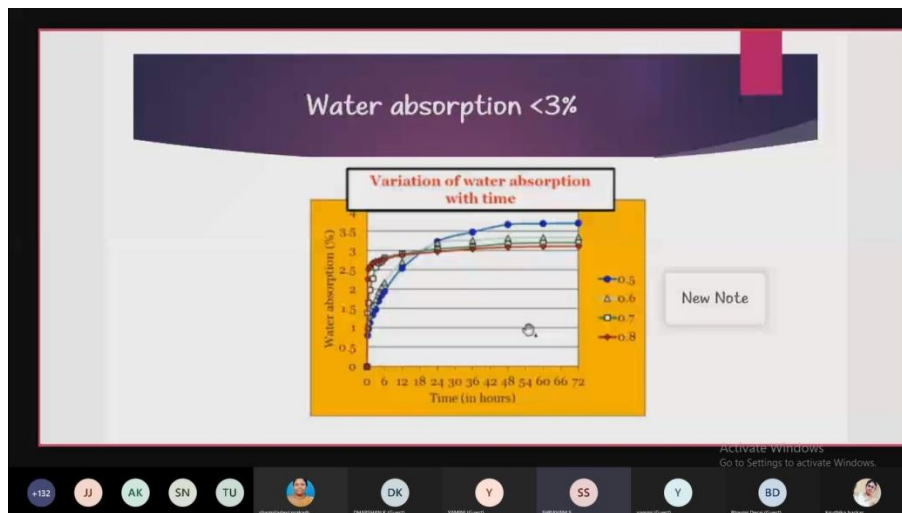 Water absorption <3%
Variation of water absorption
with time
Water absorption (%)
4
3.5
3
2.5
2
1.5
1
0.5
0
0 6 12 18 24 30 36 42 48 54 60 66 72
Time (in hours)
0.5
0.6
0.7
0.8
New Note
Activate Windows
Go to Settings to activate Windows.
+132 JJ AK SN TU DK Y SS Y BD